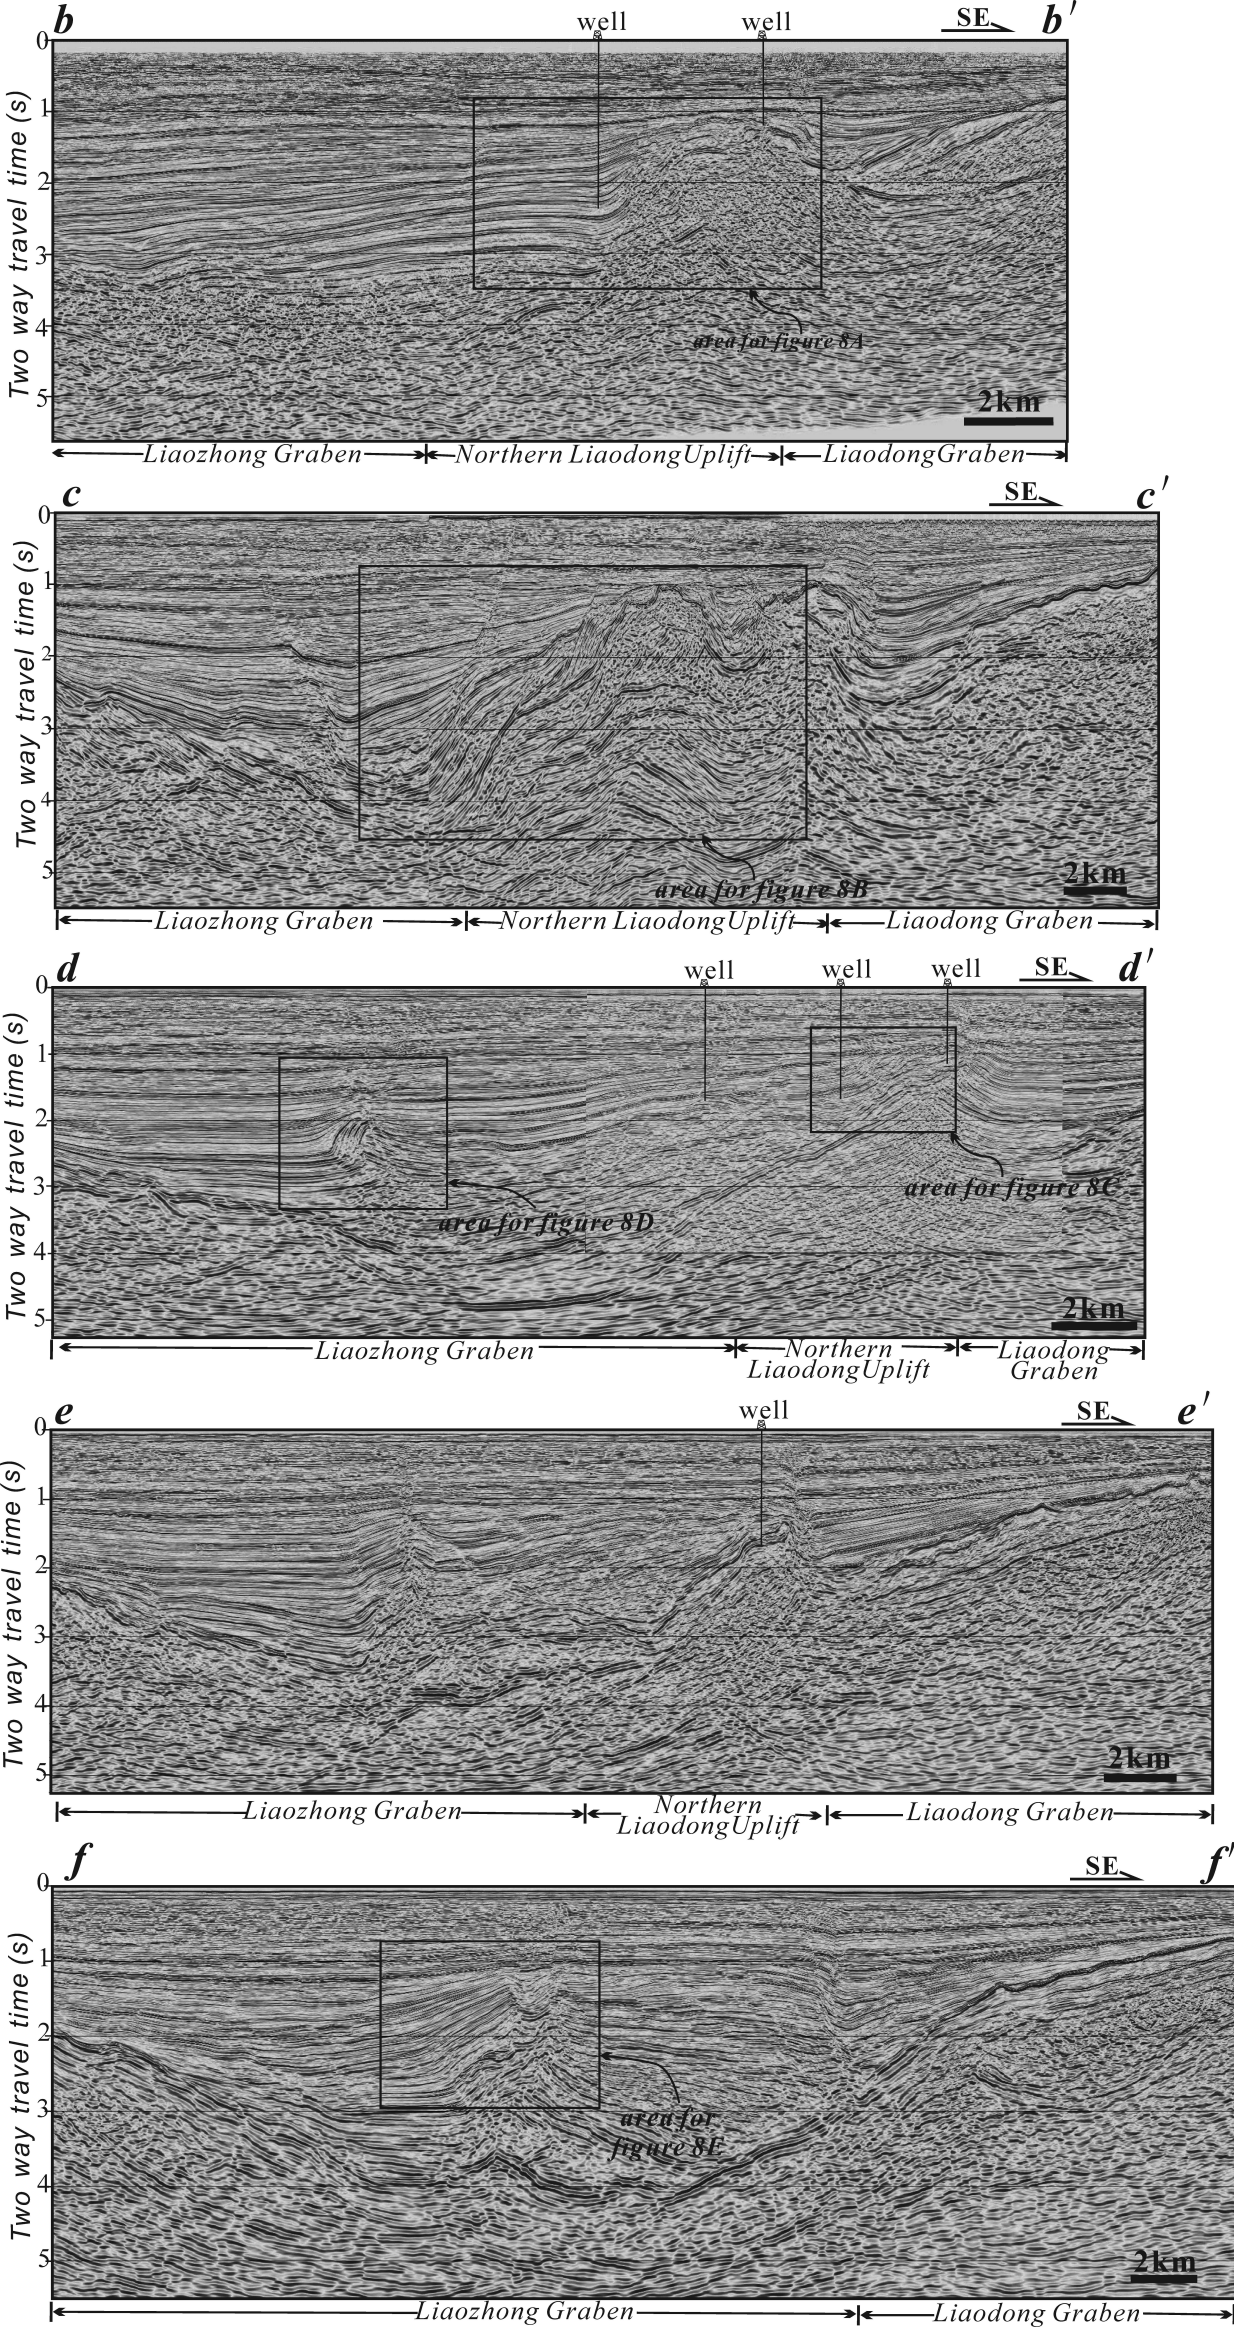 b well well SE b'
0
1
2
3
4
5
Two way travel time (s)
area for figure 8A
2km
Liaozhong Graben Northern Liaodong Uplift Liaodong Graben
c SE c'
0
1
2
3
4
5
Two way travel time (s)
area for figure 8B
2km
Liaozhong Graben Northern Liaodong Uplift Liaodong Graben
d well well well SE d'
0
1
2
3
4
5
Two way travel time (s)
area for figure 8C
area for figure 8D
2km
Liaozhong Graben Northern Liaodong
Liaodong Uplift Graben
e well SE e'
0
1
2
3
4
5
Two way travel time (s)
2km
Liaozhong Graben Northern Liaodong Graben
Liaodong Uplift
f SE f'
0
1
2
3
4
5
Two way travel time (s)
area for
figure 8E
2km
Liaozhong Graben Liaodong Graben